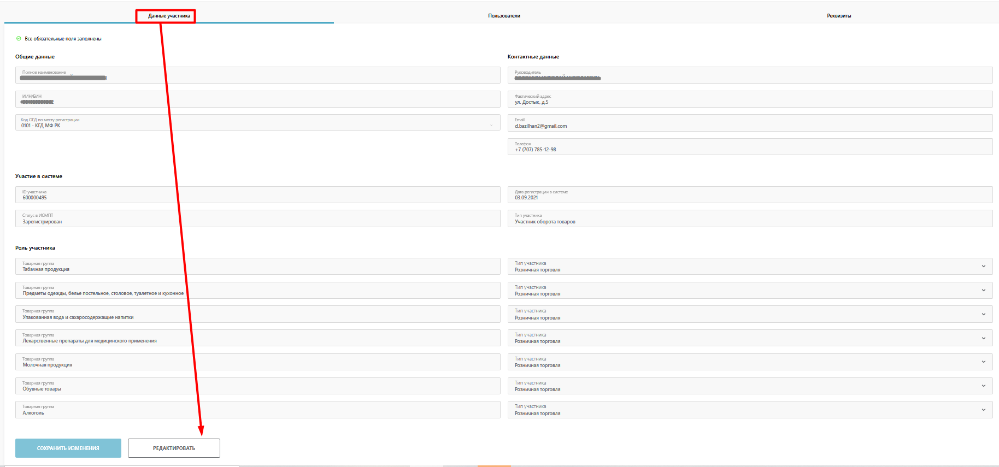 Данные участника
Пользователи
Реквизиты
Все обязательные поля заполнены
Общие данные
Контактные данные
Полное наименование
Руководитель
ИИН/БИН
Фактический адрес
ул. Достык, д.5
Код ОГД по месту регистрации
0101 - КГД МФ РК
Email
d.bazilhan2@gmail.com
Телефон
+7 (707) 785-12-98
Участие в системе
ID участника
600000495
Дата регистрации в системе
03.09.2021
Статус в ИСМПТ
Зарегистрирован
Тип участника
Участник оборота товаров
Роль участника
Товарная группа
Табачная продукция
Тип участника
Розничная торговля
Товарная группа
Предметы одежды, белье постельное, столовое, туалетное и кухонное
Тип участника
Розничная торговля
Товарная группа
Упакованная вода и сахаросодержащие напитки
Тип участника
Розничная торговля
Товарная группа
Лекарственные препараты для медицинского применения
Тип участника
Розничная торговля
Товарная группа
Молочная продукция
Тип участника
Розничная торговля
Товарная группа
Обувные товары
Тип участника
Розничная торговля
Товарная группа
Алкоголь
Тип участника
Розничная торговля
СОХРАНИТЬ ИЗМЕНЕНИЯ
РЕДАКТИРОВАТЬ